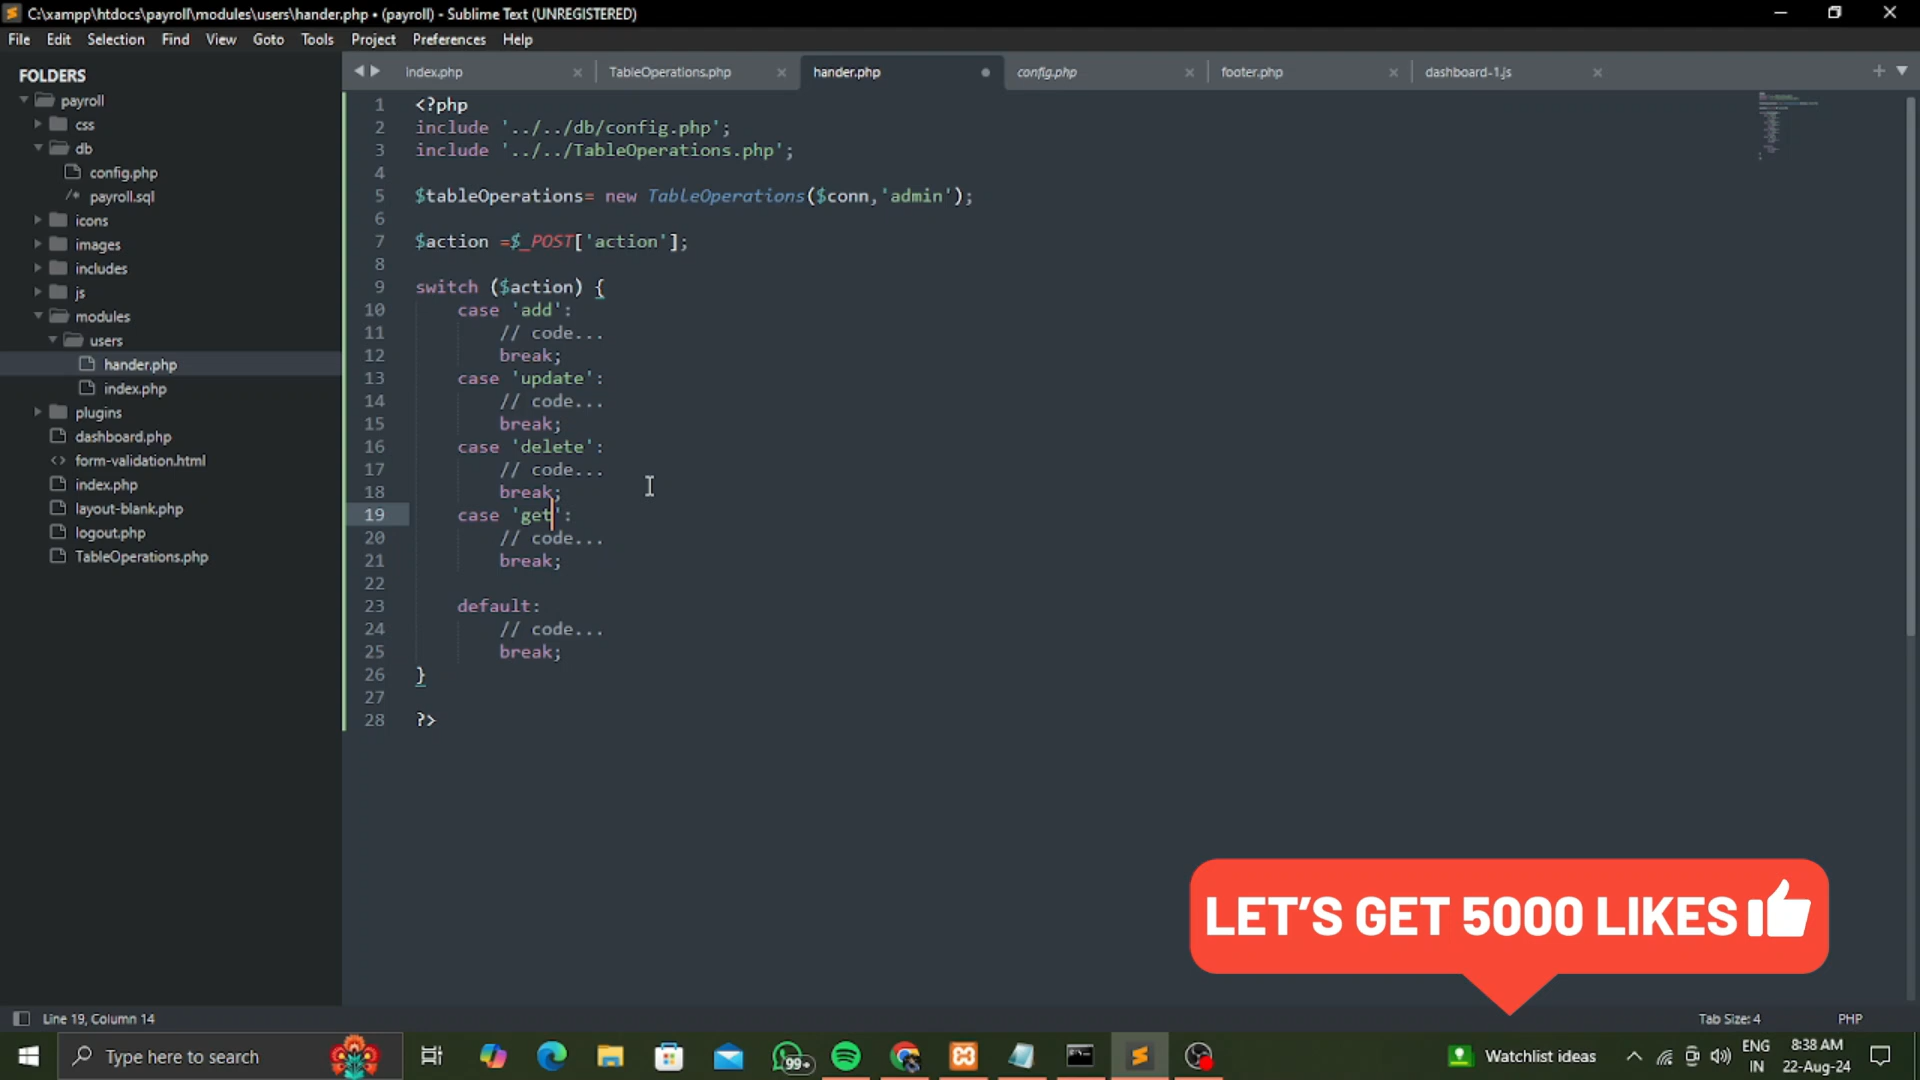 C:\xampp\htdocs\payroll\modules\users\hander.php • (payroll) - Sublime Text (UNREGISTERED)
File Edit Selection Find View Goto Tools Project Preferences Help
FOLDERS
payroll
css
db
config.php
/* payroll.sql
icons
images
includes
js
modules
users
hander.php
index.php
plugins
dashboard.php
<> form-validation.html
index.php
layout-blank.php
logout.php
TableOperations.php
index.php TableOperations.php hander.php config.php footer.php dashboard-1.js
1 <?php
2 include '../../db/config.php';
3 include '../../TableOperations.php';
4
5 $tableOperations= new TableOperations($conn,'admin');
6
7 $action =$_POST['action'];
8
9 switch ($action) {
10 case 'add':
11 // code...
12 break;
13 case 'update':
14 // code...
15 break;
16 case 'delete':
17 // code...
18 break;
19 case 'get':
20 // code...
21 break;
22
23 default:
24 // code...
25 break;
26 }
27
28 ?>
LET'S GET 5000 LIKES
Line 19, Column 14
Tab Size: 4 PHP
Type here to search
99+
Watchlist ideas
ENG
IN
8:38 AM
22-Aug-24